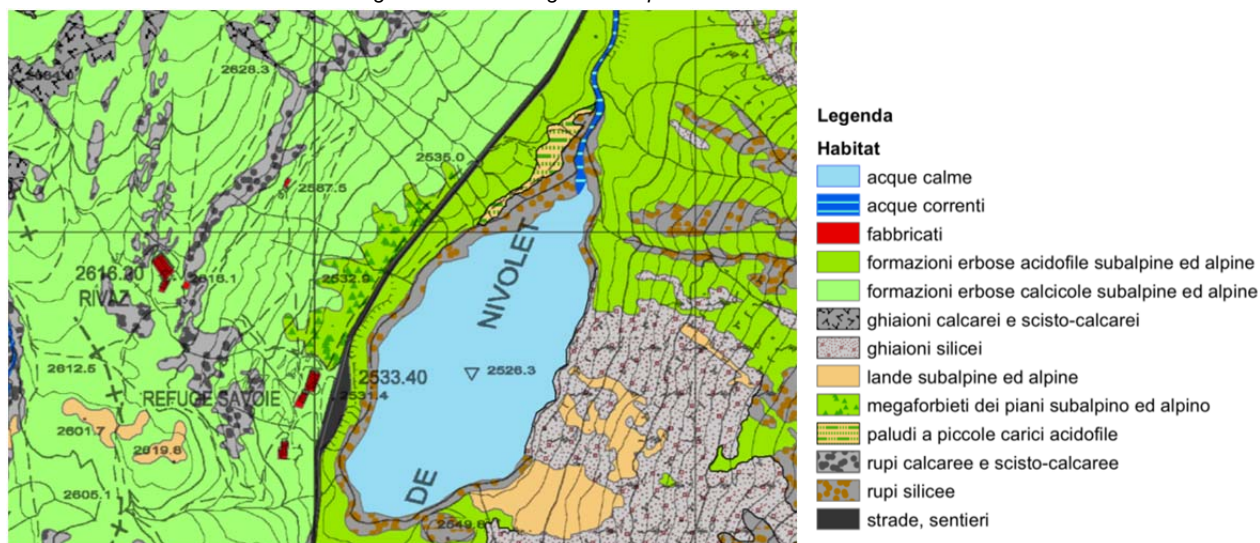 2628.3
2535.0
2587.5
2616.20
2618.1
RIVAZ
2532.9
NIVOLET
2612.5
2533.40
2526.3
REFUGE SAVOIE
2531.4
2601.7
2619.8
DE
2605.1
2549.8
Legenda
Habitat
acque calme
acque correnti
fabbricati
formazioni erbose acidofile subalpine ed alpine
formazioni erbose calcicole subalpine ed alpine
ghiaioni calcarei e scisto-calcarei
ghiaioni silicei
lande subalpine ed alpine
megaforbieti dei piani subalpino ed alpino
paludi a piccole carici acidofile
rupi calcaree e scisto-calcaree
rupi silicee
strade, sentieri